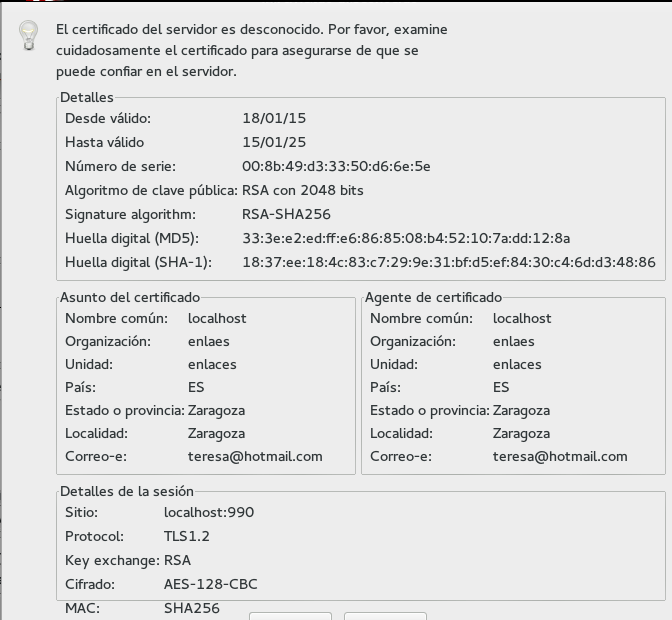 El certificado del servidor es desconocido. Por favor, examine
cuidadosamente el certificado para asegurarse de que se
puede confiar en el servidor.
Detalles
Desde válido: 18/01/15
Hasta válido 15/01/25
Número de serie: 00:8b:49:d3:33:50:d6:6e:5e
Algoritmo de clave pública: RSA con 2048 bits
Signature algorithm: RSA-SHA256
Huella digital (MD5): 33:3e:e2:ed:ff:e6:86:85:08:b4:52:10:7a:dd:12:8a
Huella digital (SHA-1): 18:37:ee:18:4c:83:c7:29:9e:31:bf:d5:ef:84:30:c4:6d:d3:48:86
Asunto del certificado
Nombre común: localhost
Organización: enlaes
Unidad: enlaces
País: ES
Estado o provincia: Zaragoza
Localidad: Zaragoza
Correo-e: teresa@hotmail.com
Agente de certificado
Nombre común: localhost
Organización: enlaes
Unidad: enlaces
País: ES
Estado o provincia: Zaragoza
Localidad: Zaragoza
Correo-e: teresa@hotmail.com
Detalles de la sesión
Sitio: localhost:990
Protocol: TLS1.2
Key exchange: RSA
Cifrado: AES-128-CBC
MAC: SHA256